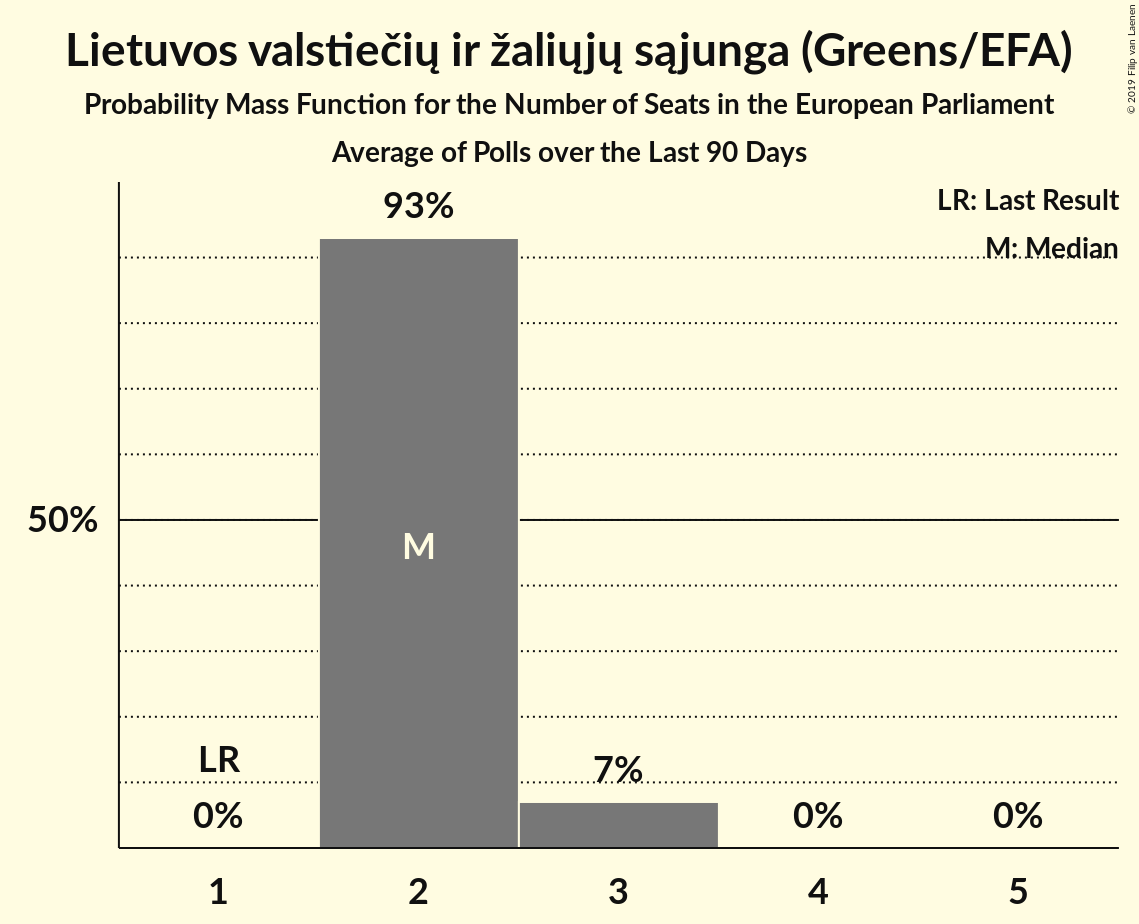 Lietuvos valstiečių ir žaliųjų sąjunga (Greens/EFA)
Probability Mass Function for the Number of Seats in the European Parliament
Average of Polls over the Last 90 Days
© 2019 Filip van Laenen
LR: Last Result
M: Median
93%
50%
M
LR
7%
0%
0%
0%
1
2
3
4
5